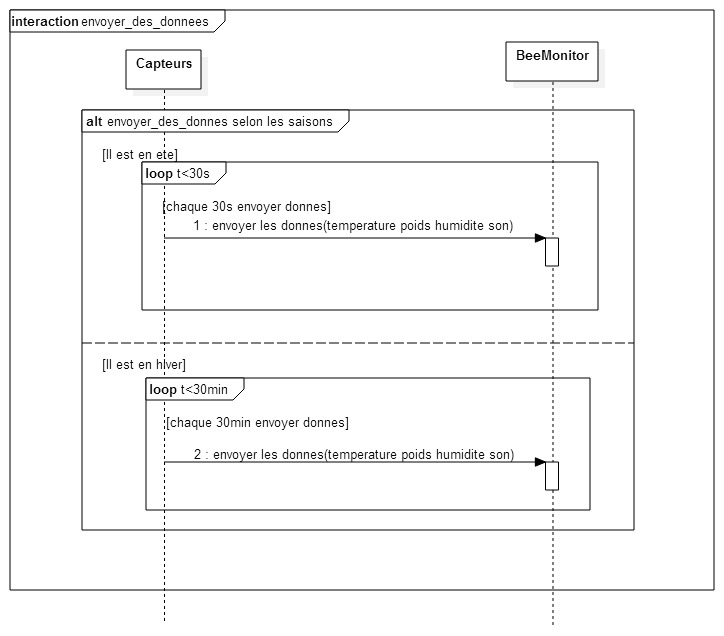 interaction envoyer_des_donnees
Capteurs
BeeMonitor
alt envoyer_des_donnes selon les saisons
[Il est en ete]
loop t<30s
[chaque 30s envoyer donnes]
1 : envoyer les donnes(temperature poids humidite son)
[Il est en hiver]
loop t<30min
[chaque 30min envoyer donnes]
2 : envoyer les donnes(temperature poids humidite son)